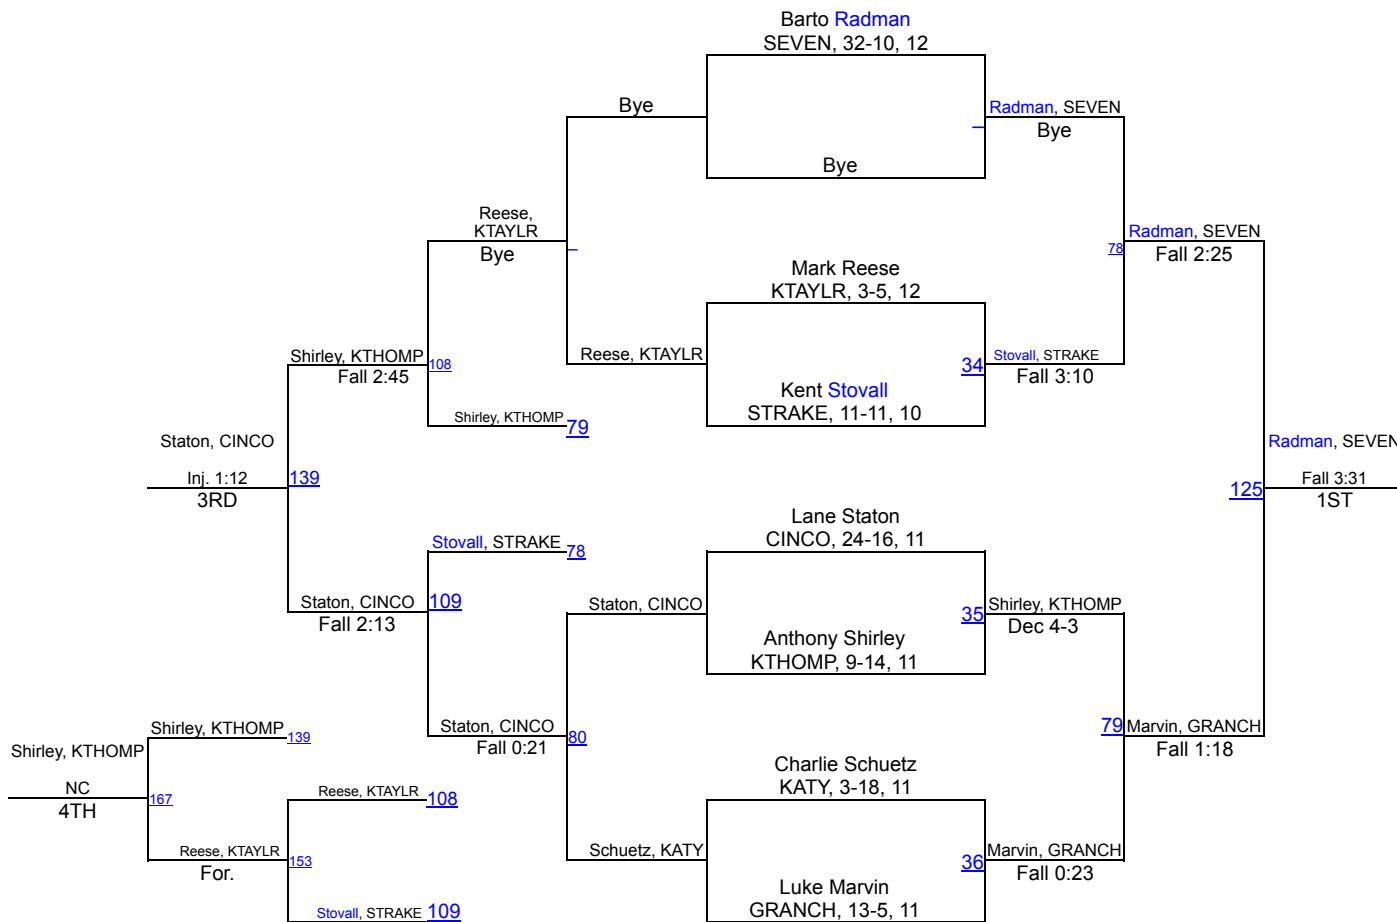 Barto Radman
SEVEN, 32-10, 12
Bye
Radman, SEVEN
Bye
Bye
Reese,
KTAYLR
Bye
Radman, SEVEN
78
Fall 2:25
Mark Reese
KTAYLR, 3-5, 12
Shirley, KTHOMP
108
Fall 2:45
Reese, KTAYLR
34
Stovall, STRAKE
Fall 3:10
Kent Stovall
STRAKE, 11-11, 10
Shirley, KTHOMP
79
Staton, CINCO
Inj. 1:12
139
3RD
Radman, SEVEN
Fall 3:31
125
1ST
Lane Staton
CINCO, 24-16, 11
Stovall, STRAKE
78
Staton, CINCO
109
Fall 2:13
Staton, CINCO
35
Shirley, KTHOMP
Dec 4-3
Anthony Shirley
KTHOMP, 9-14, 11
Shirley, KTHOMP
139
Shirley, KTHOMP
NC
167
4TH
Staton, CINCO
80
Fall 0:21
79
Marvin, GRANCH
Fall 1:18
Charlie Schuetz
KATY, 3-18, 11
Reese, KTAYLR
108
Reese, KTAYLR
153
For.
Schuetz, KATY
36
Marvin, GRANCH
Fall 0:23
Luke Marvin
GRANCH, 13-5, 11
Stovall, STRAKE
109